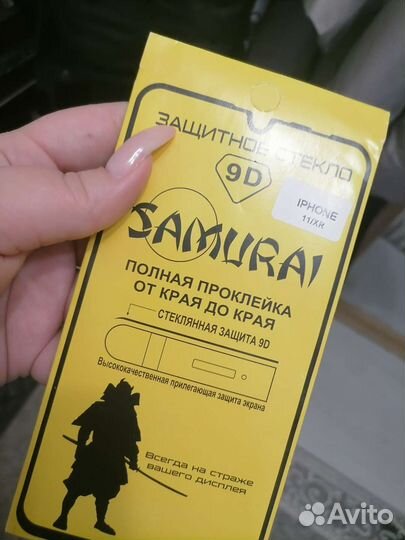 ЗАЩИТНОЕ СТЕКЛО
9D
IPHONE
11/XR
SAMURAI
ПОЛНАЯ ПРОКЛЕЙКА
ОТ КРАЯ ДО КРАЯ
СТЕКЛЯННАЯ ЗАЩИТА 9D
Высококачественная прилегающая защита экрана
Всегда на страже
вашего дисплея
Avito